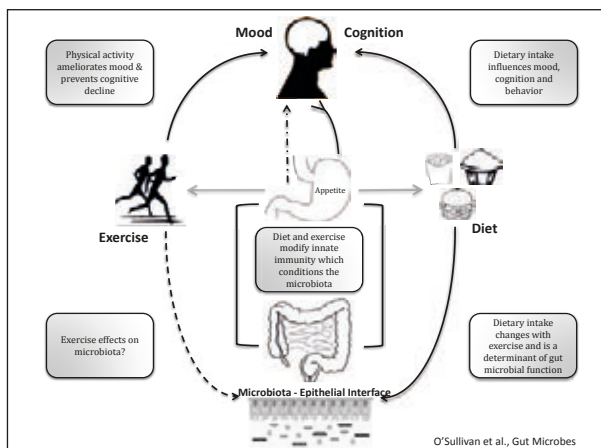 Mood
Cognition
Physical activity
ameliorates mood &
prevents cognitive
decline
Dietary intake
influences mood,
cognition and
behavior
Appetite
Exercise
Diet
Diet and exercise
modify innate
immunity which
conditions the
microbiota
Exercise effects on
microbiota?
Dietary intake
changes with
exercise and is a
determinant of gut
microbial function
Microbiota - Epithelial Interface
O'Sullivan et al., Gut Microbes